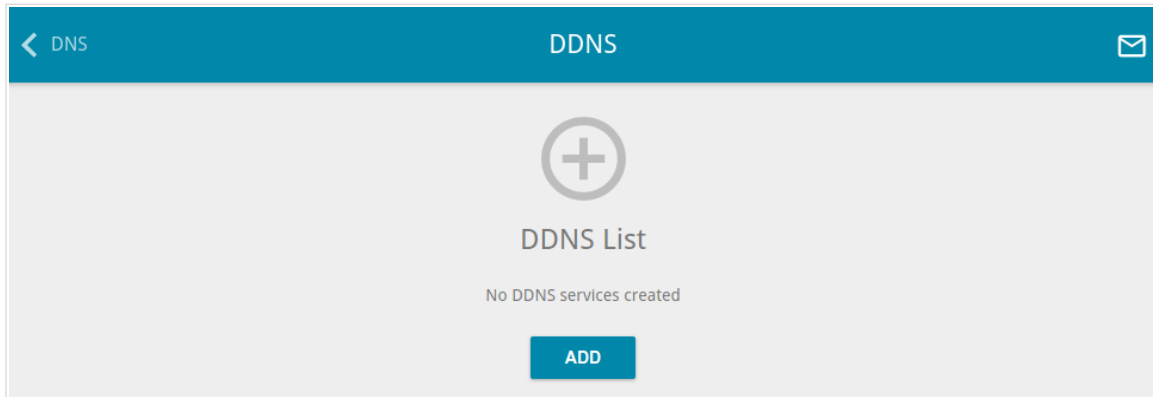 DNS
DDNS
DDNS List
No DDNS services created
ADD